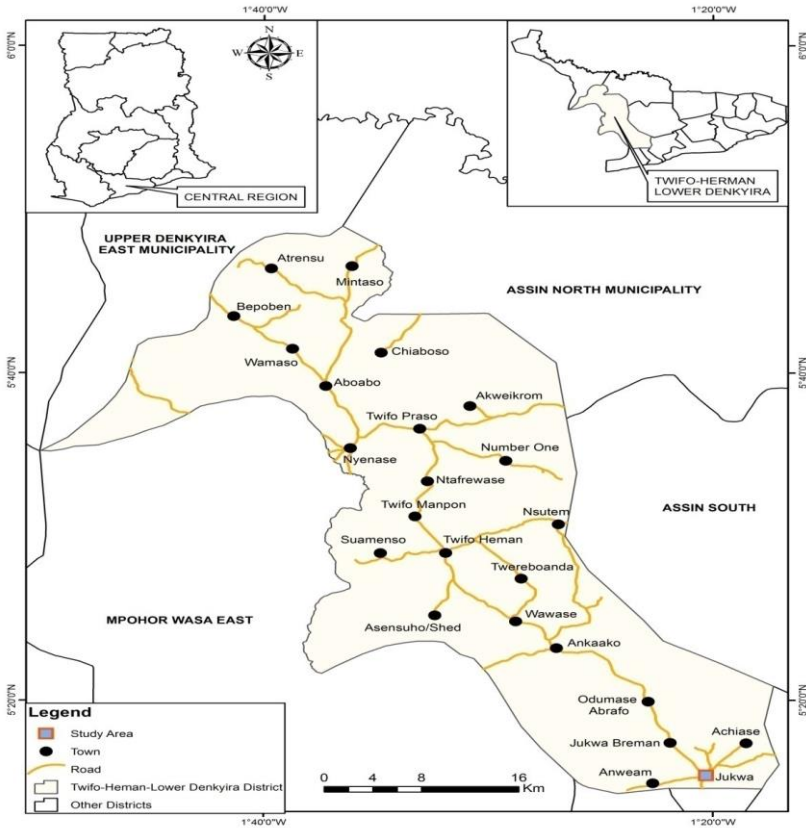 1°40'0"W
1°20'0"W
6°0'0"N
6°0'0"N
N
W
E
S
CENTRAL REGION
TWIFO-HERMAN
LOWER DENKYIRA
UPPER DENKYIRA
EAST MUNICIPALITY
Atrensu
Mintaso
ASSIN NORTH MUNICIPALITY
Bepoben
Chiaboso
Wamaso
5°40'0"N
5°40'0"N
Aboabo
Akweikrom
Twifo Praso
Number One
Nyenase
Ntafrewase
Twifo Manpon
Nsutem
ASSIN SOUTH
Suamenso
Twifo Heman
Twereboanda
MPOHOR WASA EAST
Asensuho/Shed
Wawase
Ankaako
5°20'0"N
5°20'0"N
Odumase
Abrafo
Achiase
Jukwa Breman
Anweam
Jukwa
Legend
Study Area
Town
Road
Twifo-Heman-Lower Denkyira District
Other Districts
0 4 8 16
Km
1°40'0"W
1°20'0"W